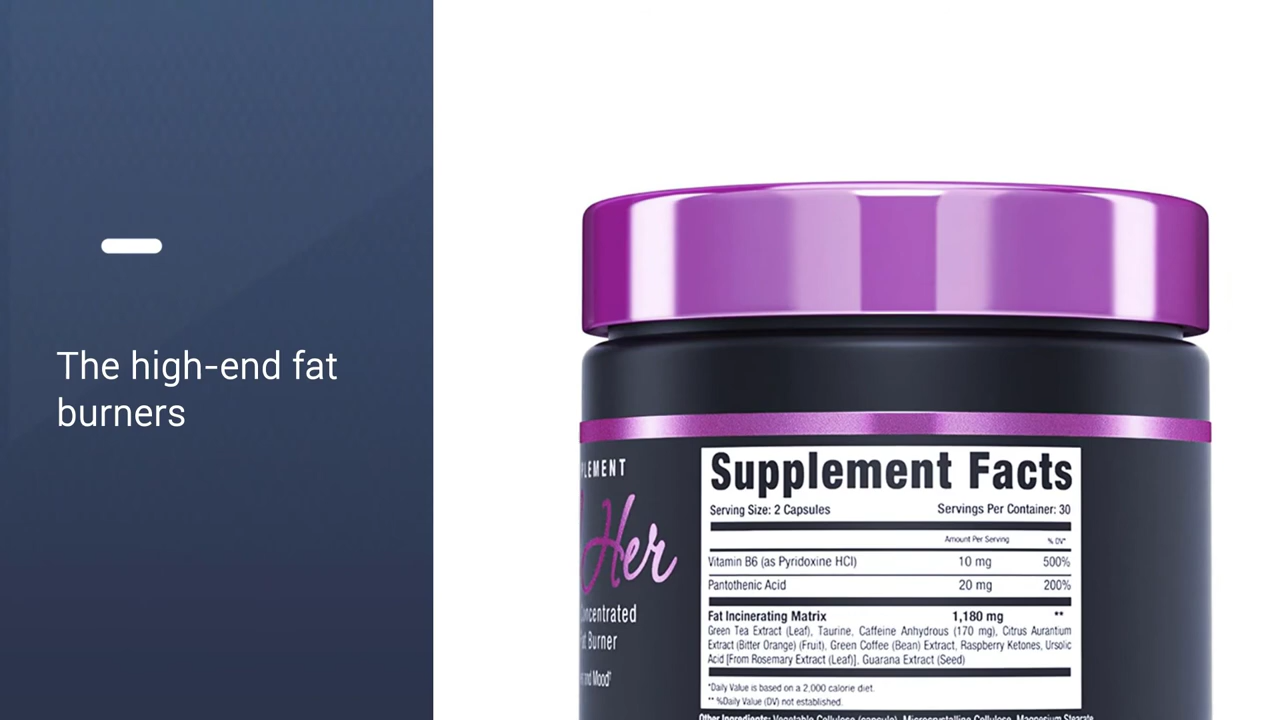 The high-end fat
burners
Her
Burner
Mood†
Supplement Facts
Serving Size: 2 Capsules Servings Per Container: 30
Amount Per Serving % DV*
Vitamin B6 (as Pyridoxine HCl) 10 mg 500%
Pantothenic Acid 20 mg 200%
Fat Incinerating Matrix 1,180 mg **
Green Tea Extract (Leaf), Taurine, Caffeine Anhydrous (170 mg), Citrus Aurantium
Extract (Bitter Orange) (Fruit), Green Coffee (Bean) Extract, Raspberry Ketones, Ursolic
Acid [From Rosemary Extract (Leaf)], Guarana Extract (Seed)
*Daily Value is based on a 2,000 calorie diet.
** %Daily Value (DV) not established.
Other Ingredients: Vegetable Cellulose (capsule), Microcrystalline Cellulose, Magnesium Stearate